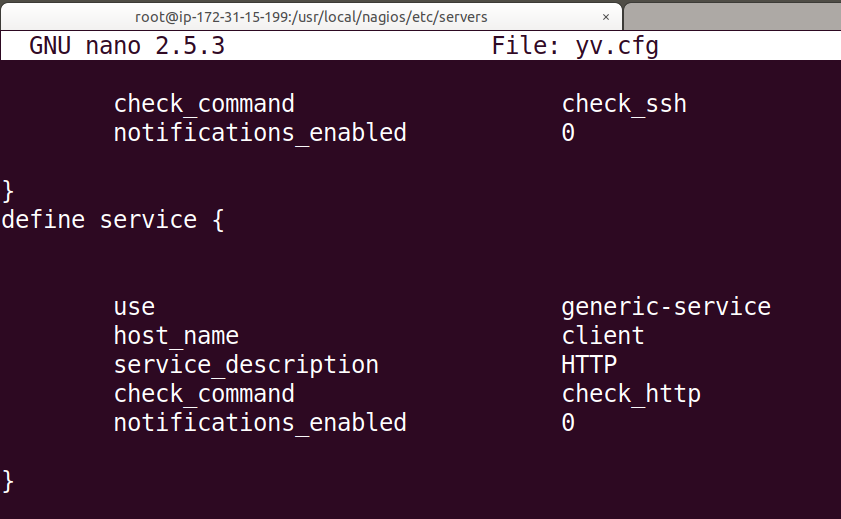 root@ip-172-31-15-199:/usr/local/nagios/etc/servers ×
GNU nano 2.5.3 File: yv.cfg
check_command check_ssh
notifications_enabled 0
}
define service {
use generic-service
host_name client
service_description HTTP
check_command check_http
notifications_enabled 0
}